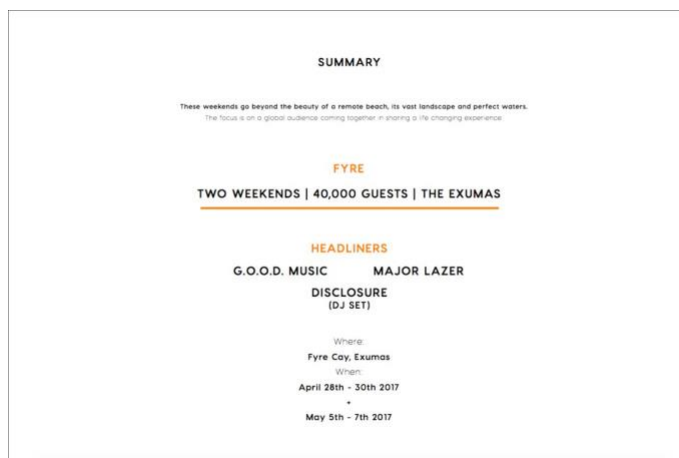 SUMMARY
These weekends go beyond the beauty of a remote beach, its vast landscape and perfect waters.
The focus is on a global audience coming together in sharing a life changing experience
FYRE
TWO WEEKENDS | 40,000 GUESTS | THE EXUMAS
HEADLINERS
G.O.O.D. MUSIC MAJOR LAZER
DISCLOSURE
(DJ SET)
Where:
Fyre Cay, Exumas
When:
April 28th - 30th 2017
+
May 5th - 7th 2017